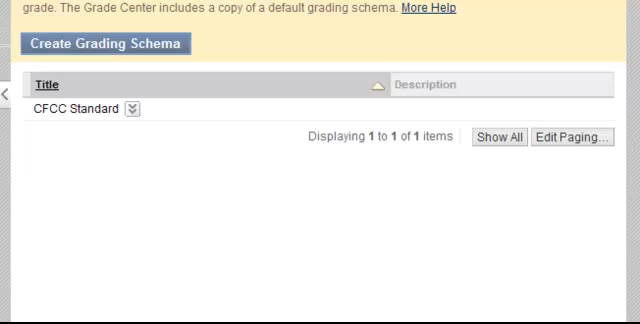 grade. The Grade Center includes a copy of a default grading schema. More Help
Create Grading Schema
Title Description
CFCC Standard
Displaying 1 to 1 of 1 items Show All Edit Paging...